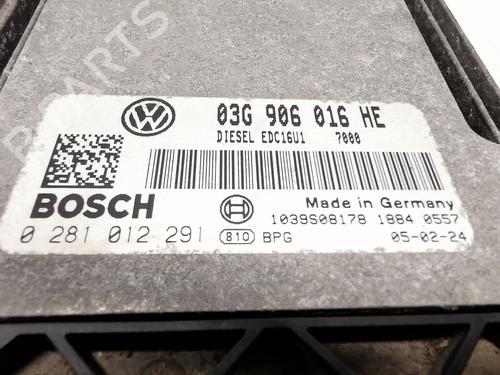 PARTS
03G 906 016 HE
DIESEL EDC16U1 7000
BOSCH
Made in Germany
1039S08178 1884 0557
0 281 012 291 810 BPG 05-02-24